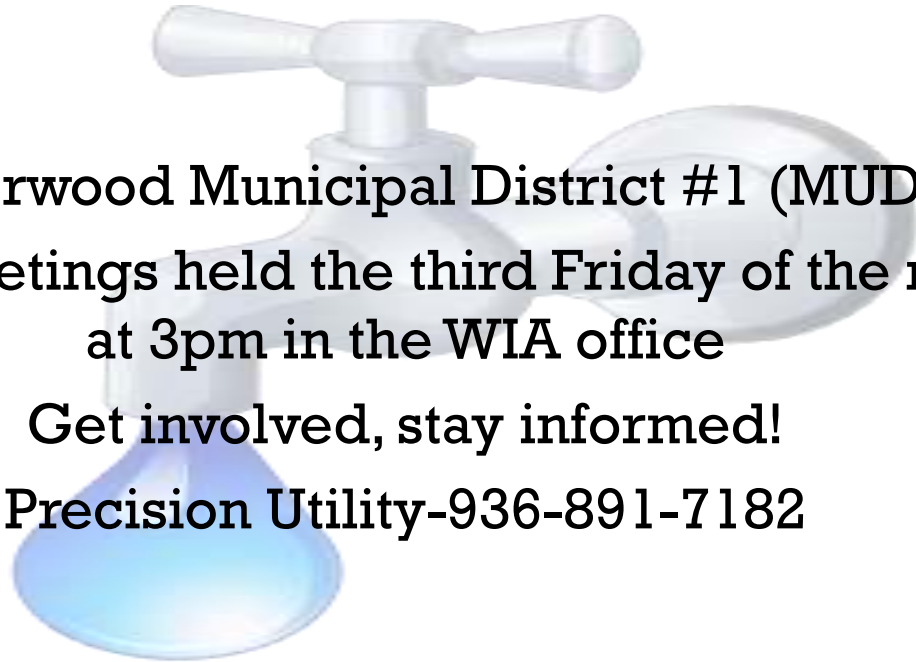 rwood Municipal District #1 (MUD
etings held the third Friday of the
at 3pm in the WIA office
Get involved, stay informed!
Precision Utility-936-891-7182